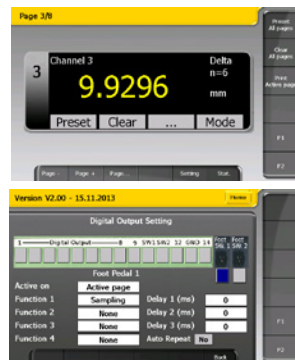 Page 3/8
Preset
All pages
Clear
All pages
Print
Active page
F1
F2
3
Channel 3
Delta
n=6
9.9296
mm
Preset Clear ... Mode
Page - Page + Page... Setting Stat.
Version V2.00 - 15.11.2013 Home
Digital Output Setting
1 Digital Output 8 9 SW1 SW2 12 GND 14 Foot SW. 1 Foot SW. 2
Foot Pedal 1
Active on Active page
Function 1 Sampling Delay 1 (ms) 0
Function 2 None Delay 2 (ms) 0
Function 3 None Delay 3 (ms) 0
Function 4 None Auto Repeat No
F1
F2
Back